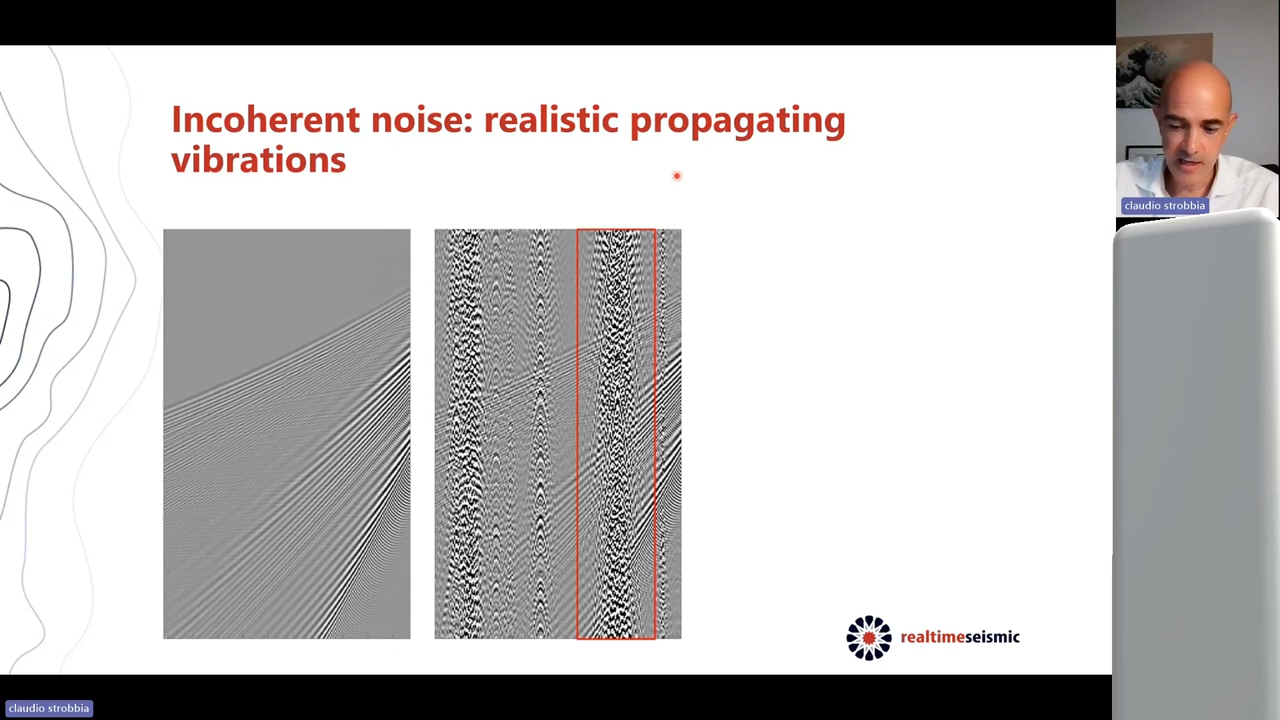 Incoherent noise: realistic propagating
vibrations
claudio strobbia
realtimeseismic
claudio strobbia